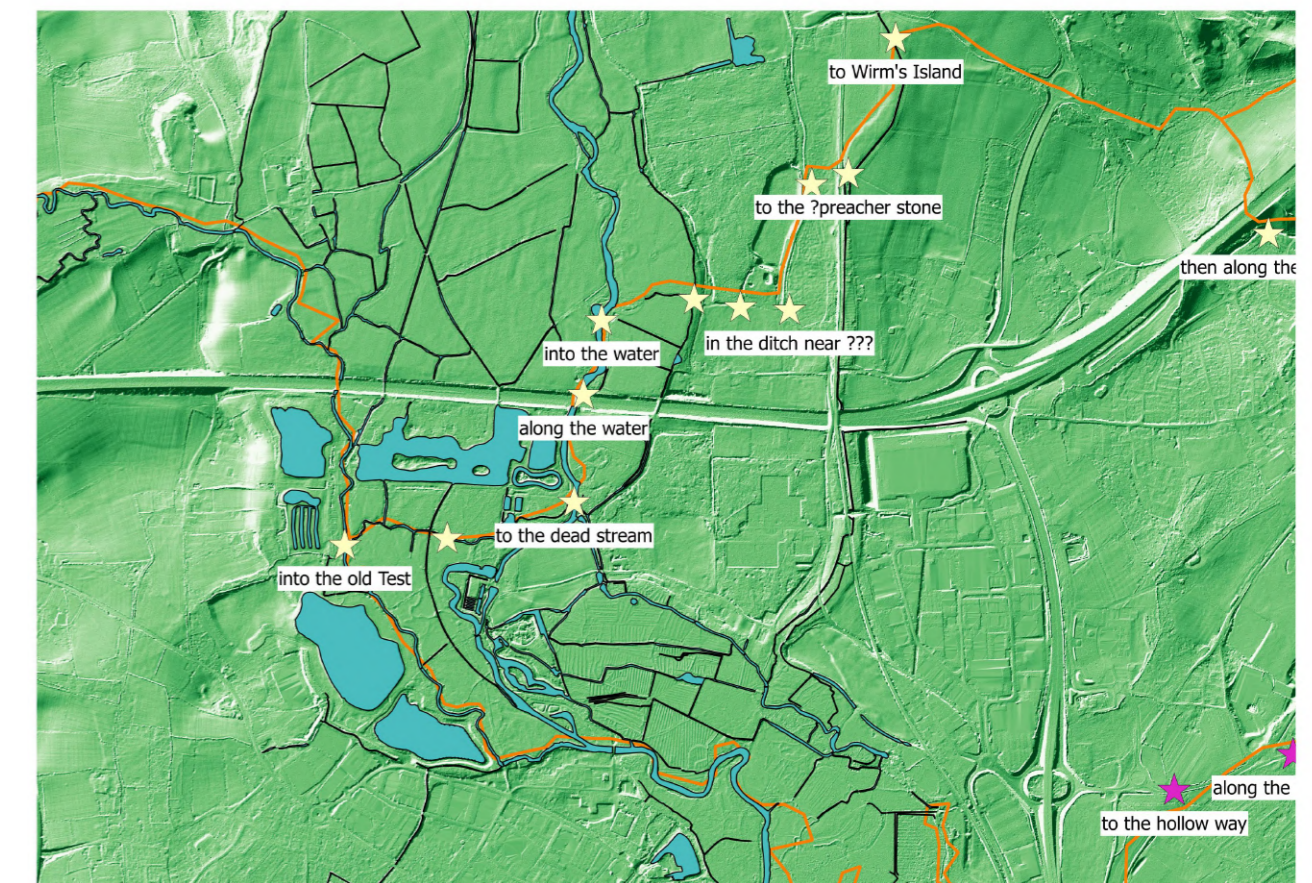 to Wirm's Island
to the ?preacher stone
then along the
in the ditch near ???
into the water
along the water
to the dead stream
into the old Test
along the
to the hollow way